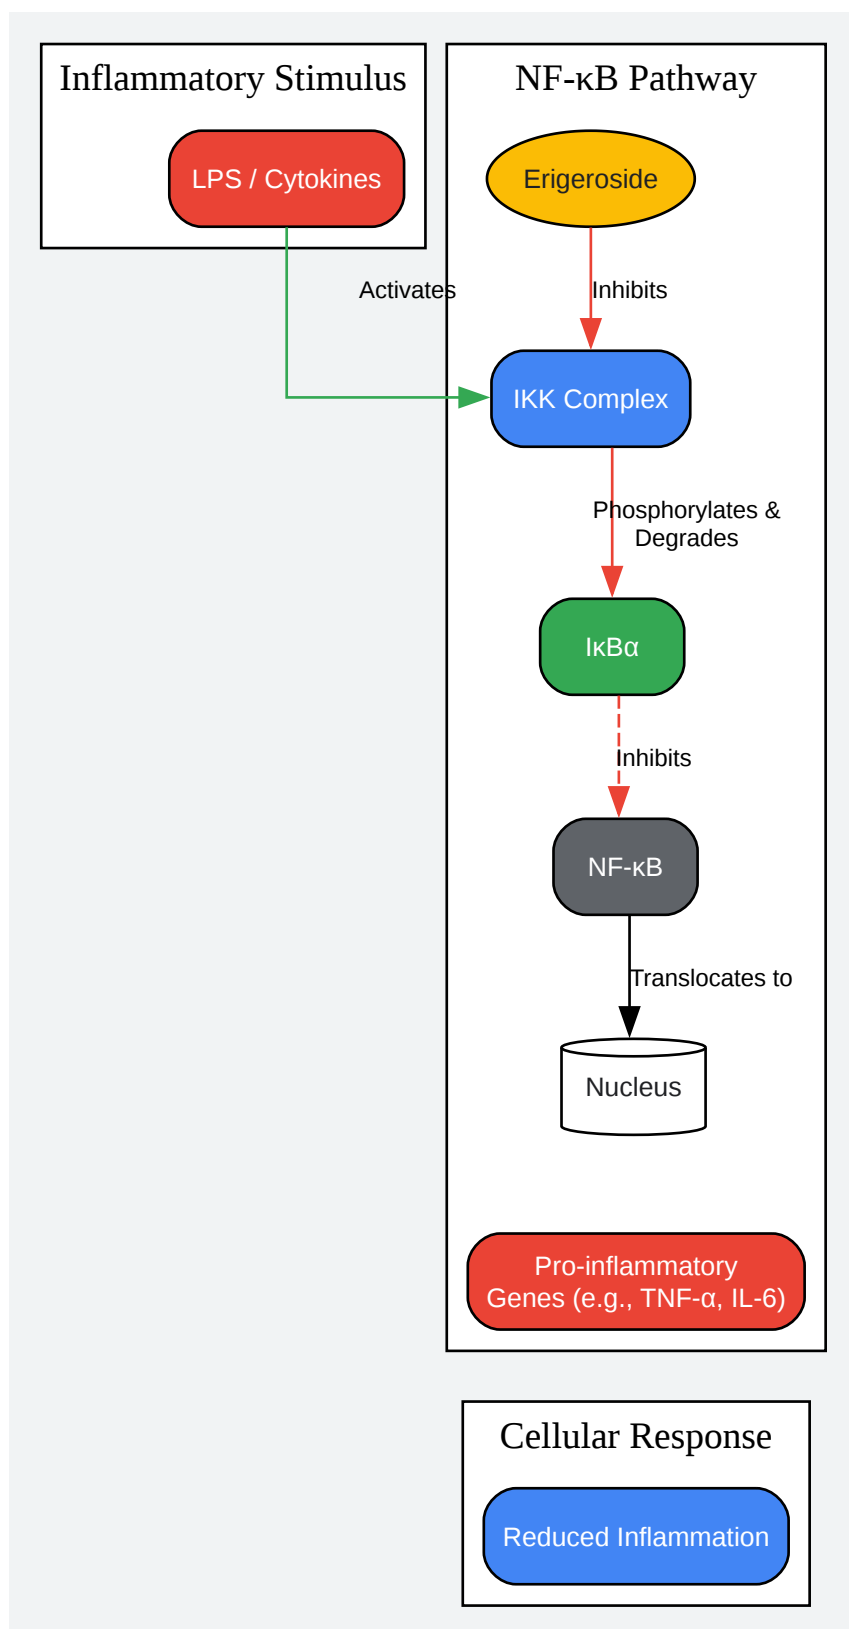 Inflammatory Stimulus
NF-κB Pathway
LPS / Cytokines
Erigeroside
Activates
Inhibits
IKK Complex
Phosphorylates &
Degrades
IκBα
Inhibits
NF-κB
Translocates to
Nucleus
Pro-inflammatory
Genes (e.g., TNF-α, IL-6)
Cellular Response
Reduced Inflammation